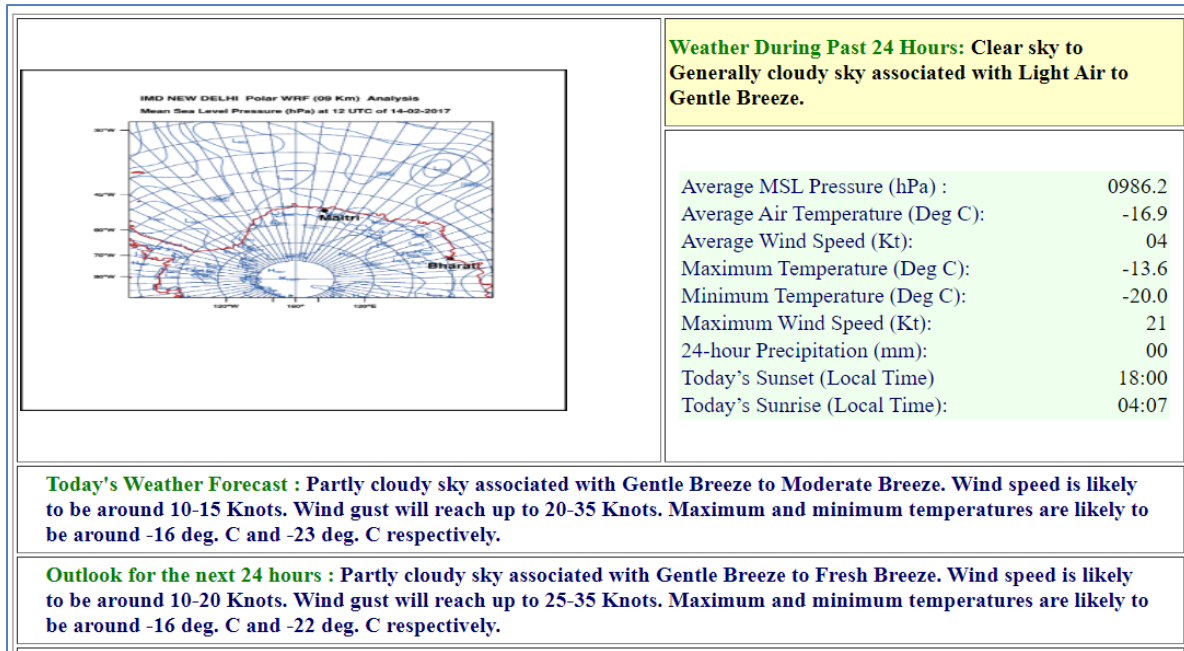 IMD NEW DELHI Polar WRF (09 Km) Analysis
Mean Sea Level Pressure (hPa) at 12 UTC of 14-02-2017
Maitri
Bharati
Weather During Past 24 Hours: Clear sky to
Generally cloudy sky associated with Light Air to
Gentle Breeze.
Average MSL Pressure (hPa) : 0986.2
Average Air Temperature (Deg C): -16.9
Average Wind Speed (Kt): 04
Maximum Temperature (Deg C): -13.6
Minimum Temperature (Deg C): -20.0
Maximum Wind Speed (Kt): 21
24-hour Precipitation (mm): 00
Today’s Sunset (Local Time) 18:00
Today’s Sunrise (Local Time): 04:07
Today's Weather Forecast : Partly cloudy sky associated with Gentle Breeze to Moderate Breeze. Wind speed is likely
to be around 10-15 Knots. Wind gust will reach up to 20-35 Knots. Maximum and minimum temperatures are likely to
be around -16 deg. C and -23 deg. C respectively.
Outlook for the next 24 hours : Partly cloudy sky associated with Gentle Breeze to Fresh Breeze. Wind speed is likely
to be around 10-20 Knots. Wind gust will reach up to 25-35 Knots. Maximum and minimum temperatures are likely to
be around -16 deg. C and -22 deg. C respectively.